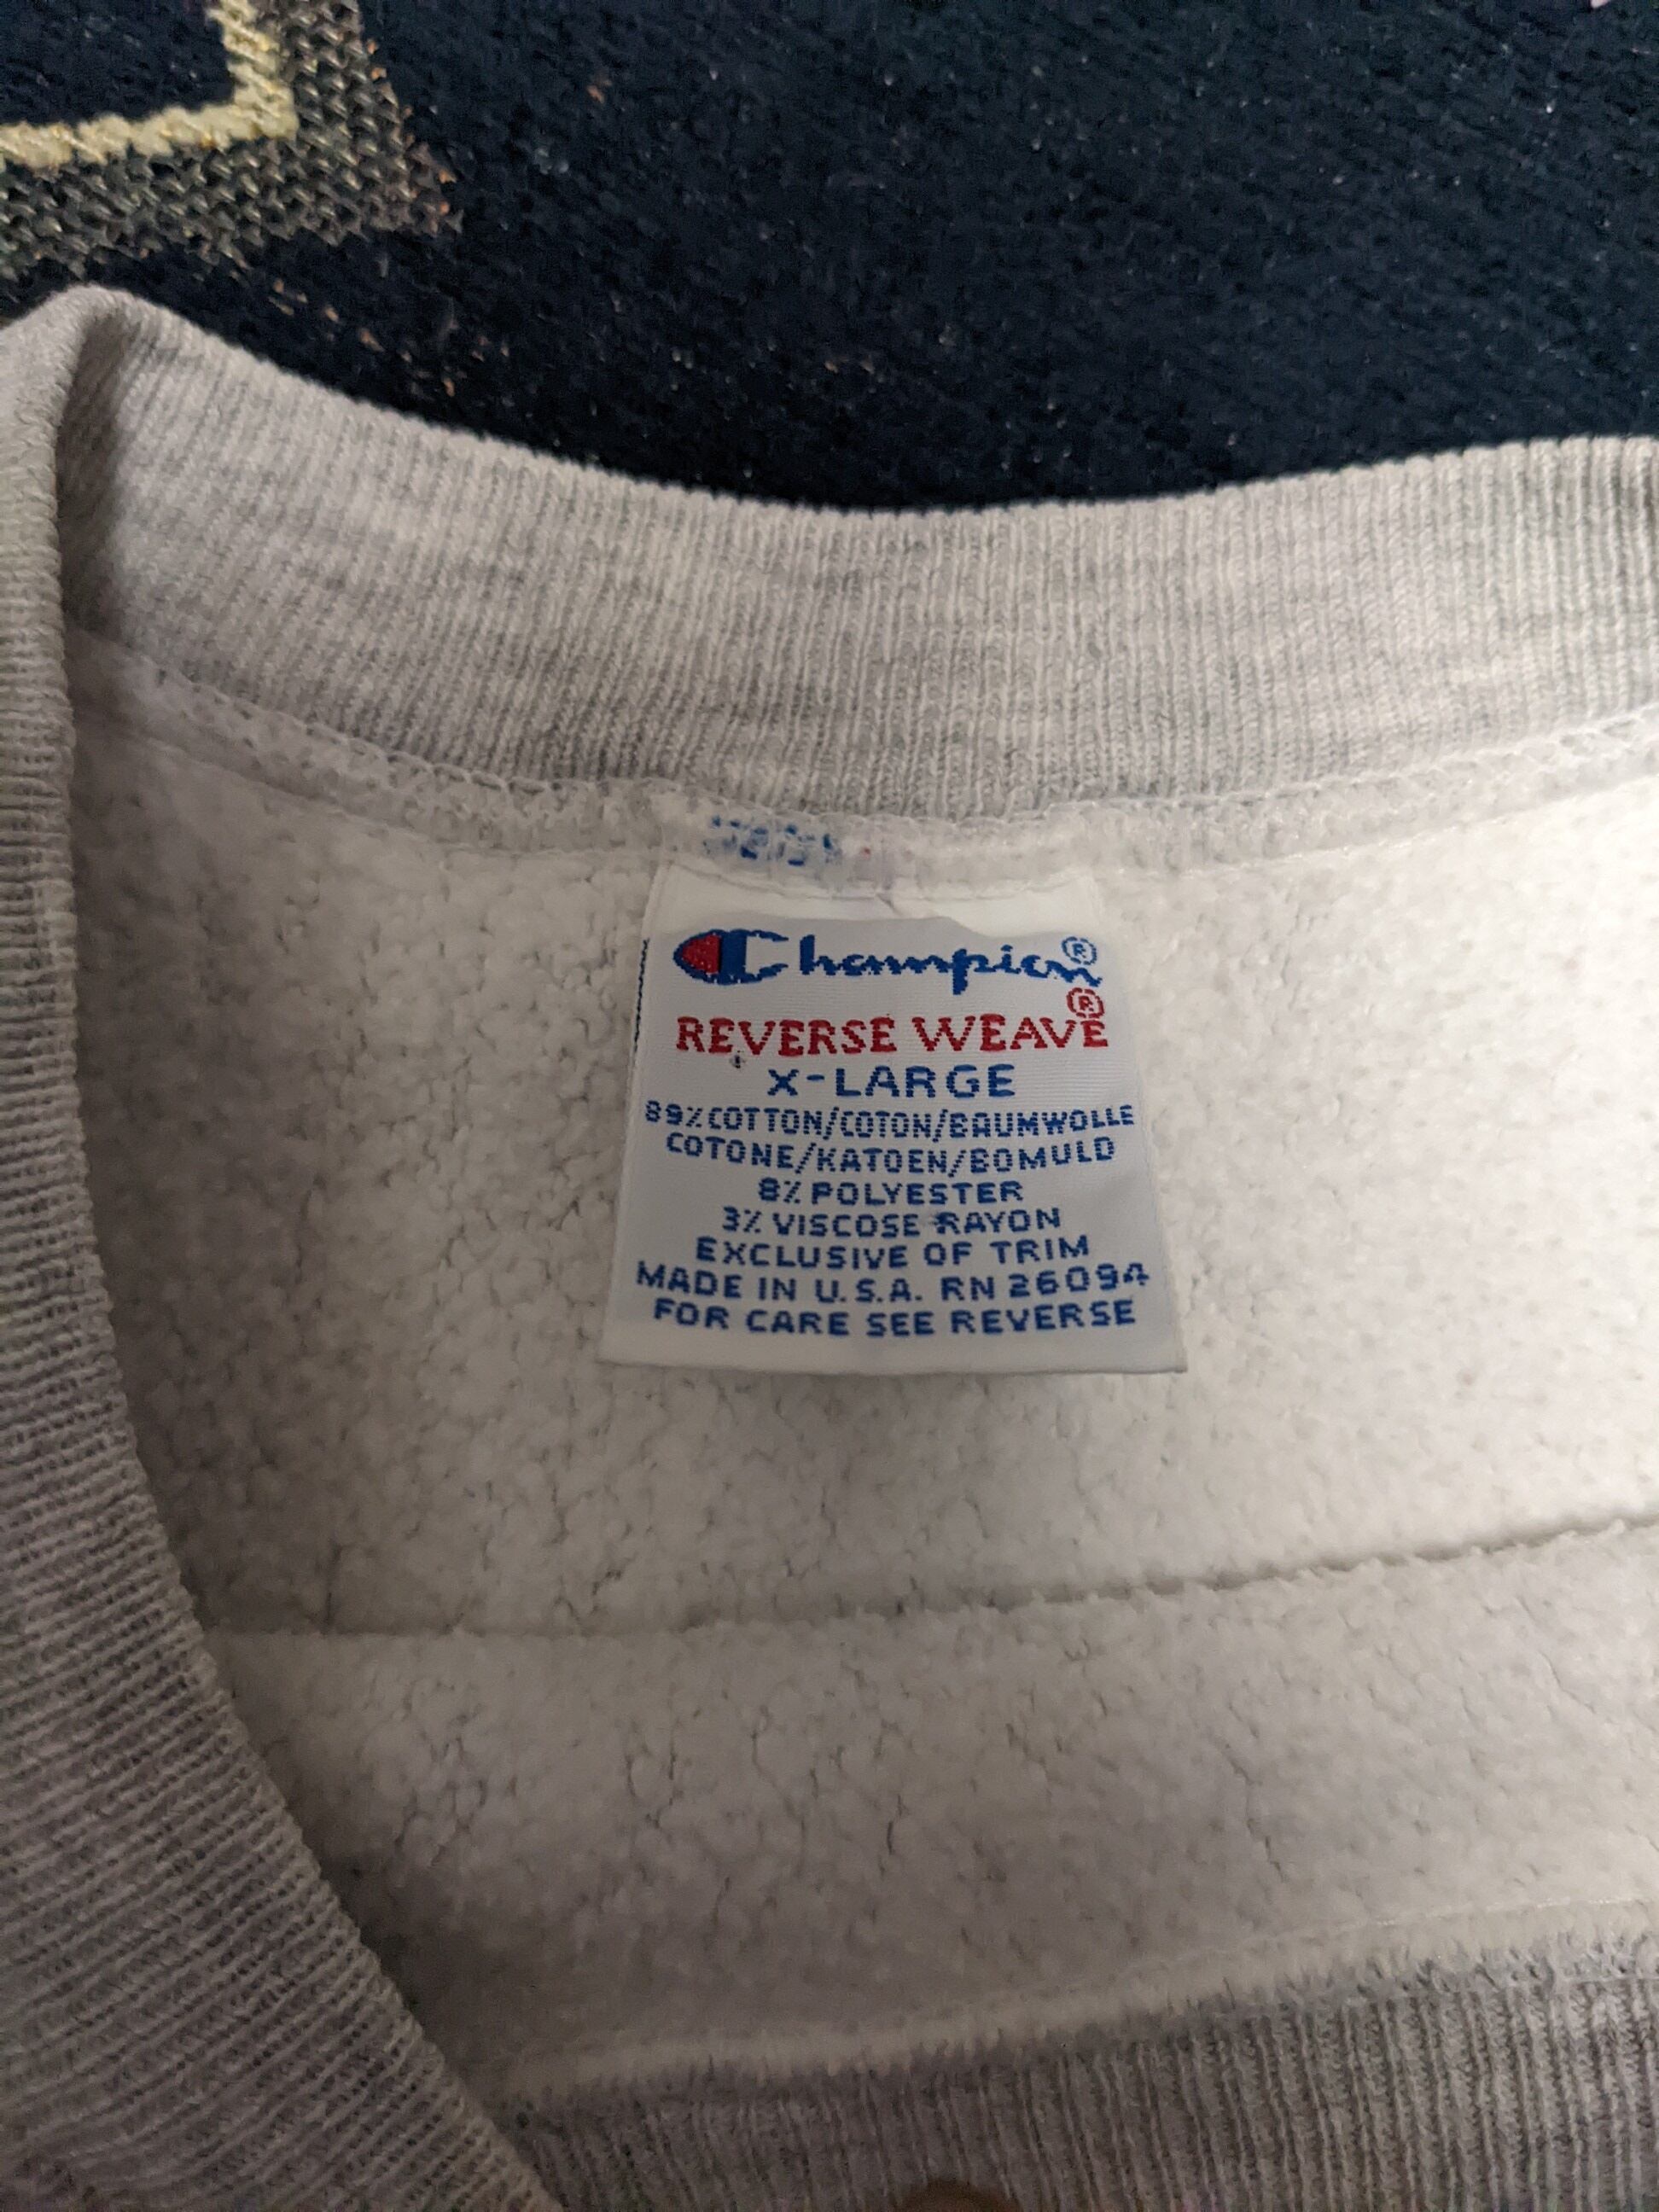 Champion®
REVERSE WEAVE®
X-LARGE
89% COTTON/COTON/BAUMWOLLE
COTONE/KATOEN/BOMULD
8% POLYESTER
3% VISCOSE RAYON
EXCLUSIVE OF TRIM
MADE IN U.S.A. RN 26094
FOR CARE SEE REVERSE